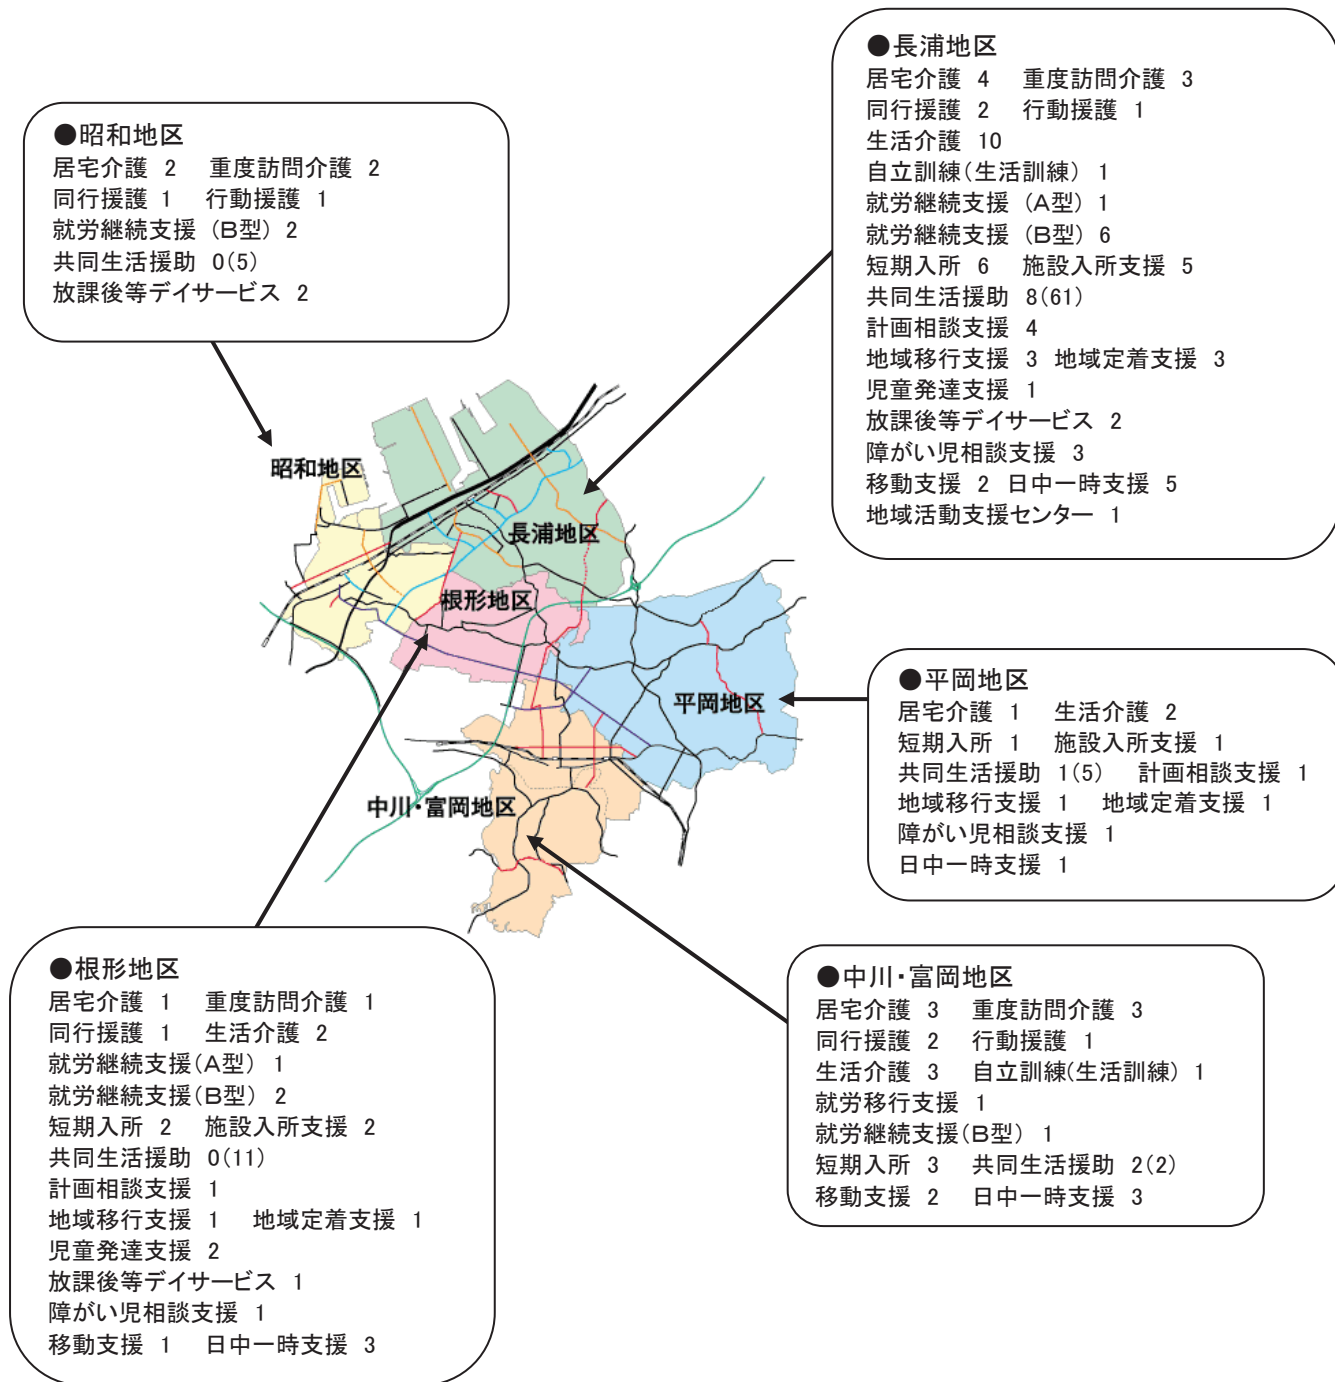 ●長浦地区
居宅介護 4 重度訪問介護 3
同行援護 2 行動援護 1
生活介護 10
自立訓練(生活訓練) 1
就労継続支援 (A型) 1
就労継続支援 (B型) 6
短期入所 6 施設入所支援 5
共同生活援助 8(61)
計画相談支援 4
地域移行支援 3 地域定着支援 3
児童発達支援 1
放課後等デイサービス 2
障がい児相談支援 3
移動支援 2 日中一時支援 5
地域活動支援センター 1
●昭和地区
居宅介護 2 重度訪問介護 2
同行援護 1 行動援護 1
就労継続支援 (B型) 2
共同生活援助 0(5)
放課後等デイサービス 2
昭和地区
長浦地区
根形地区
平岡地区
中川・富岡地区
●平岡地区
居宅介護 1 生活介護 2
短期入所 1 施設入所支援 1
共同生活援助 1(5) 計画相談支援 1
地域移行支援 1 地域定着支援 1
障がい児相談支援 1
日中一時支援 1
●根形地区
居宅介護 1 重度訪問介護 1
同行援護 1 生活介護 2
就労継続支援(A型) 1
就労継続支援(B型) 2
短期入所 2 施設入所支援 2
共同生活援助 0(11)
計画相談支援 1
地域移行支援 1 地域定着支援 1
児童発達支援 2
放課後等デイサービス 1
障がい児相談支援 1
移動支援 1 日中一時支援 3
●中川・富岡地区
居宅介護 3 重度訪問介護 3
同行援護 2 行動援護 1
生活介護 3 自立訓練(生活訓練) 1
就労移行支援 1
就労継続支援(B型) 1
短期入所 3 共同生活援助 2(2)
移動支援 2 日中一時支援 3